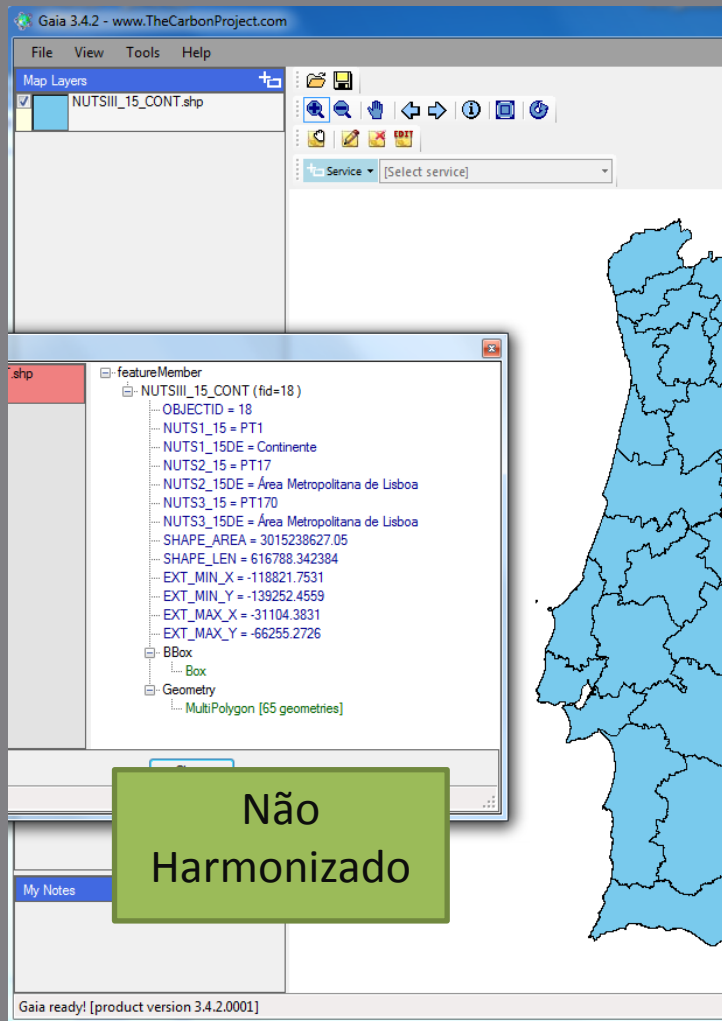 Gaia 3.4.2 - www.TheCarbonProject.com
File View Tools Help
Map Layers
NUTSIII_15_CONT.shp
EDIT
Service
[Select service]
.shp
featureMember
NUTSIII_15_CONT (fid=18 )
OBJECTID = 18
NUTS1_15 = PT1
NUTS1_15DE = Continente
NUTS2_15 = PT17
NUTS2_15DE = Área Metropolitana de Lisboa
NUTS3_15 = PT170
NUTS3_15DE = Área Metropolitana de Lisboa
SHAPE_AREA = 3015238627.05
SHAPE_LEN = 616788.342384
EXT_MIN_X = -118821.7531
EXT_MIN_Y = -139252.4559
EXT_MAX_X = -31104.3831
EXT_MAX_Y = -66255.2726
BBox
Box
Geometry
MultiPolygon [65 geometries]
Não
Harmonizado
My Notes
Gaia ready! [product version 3.4.2.0001]